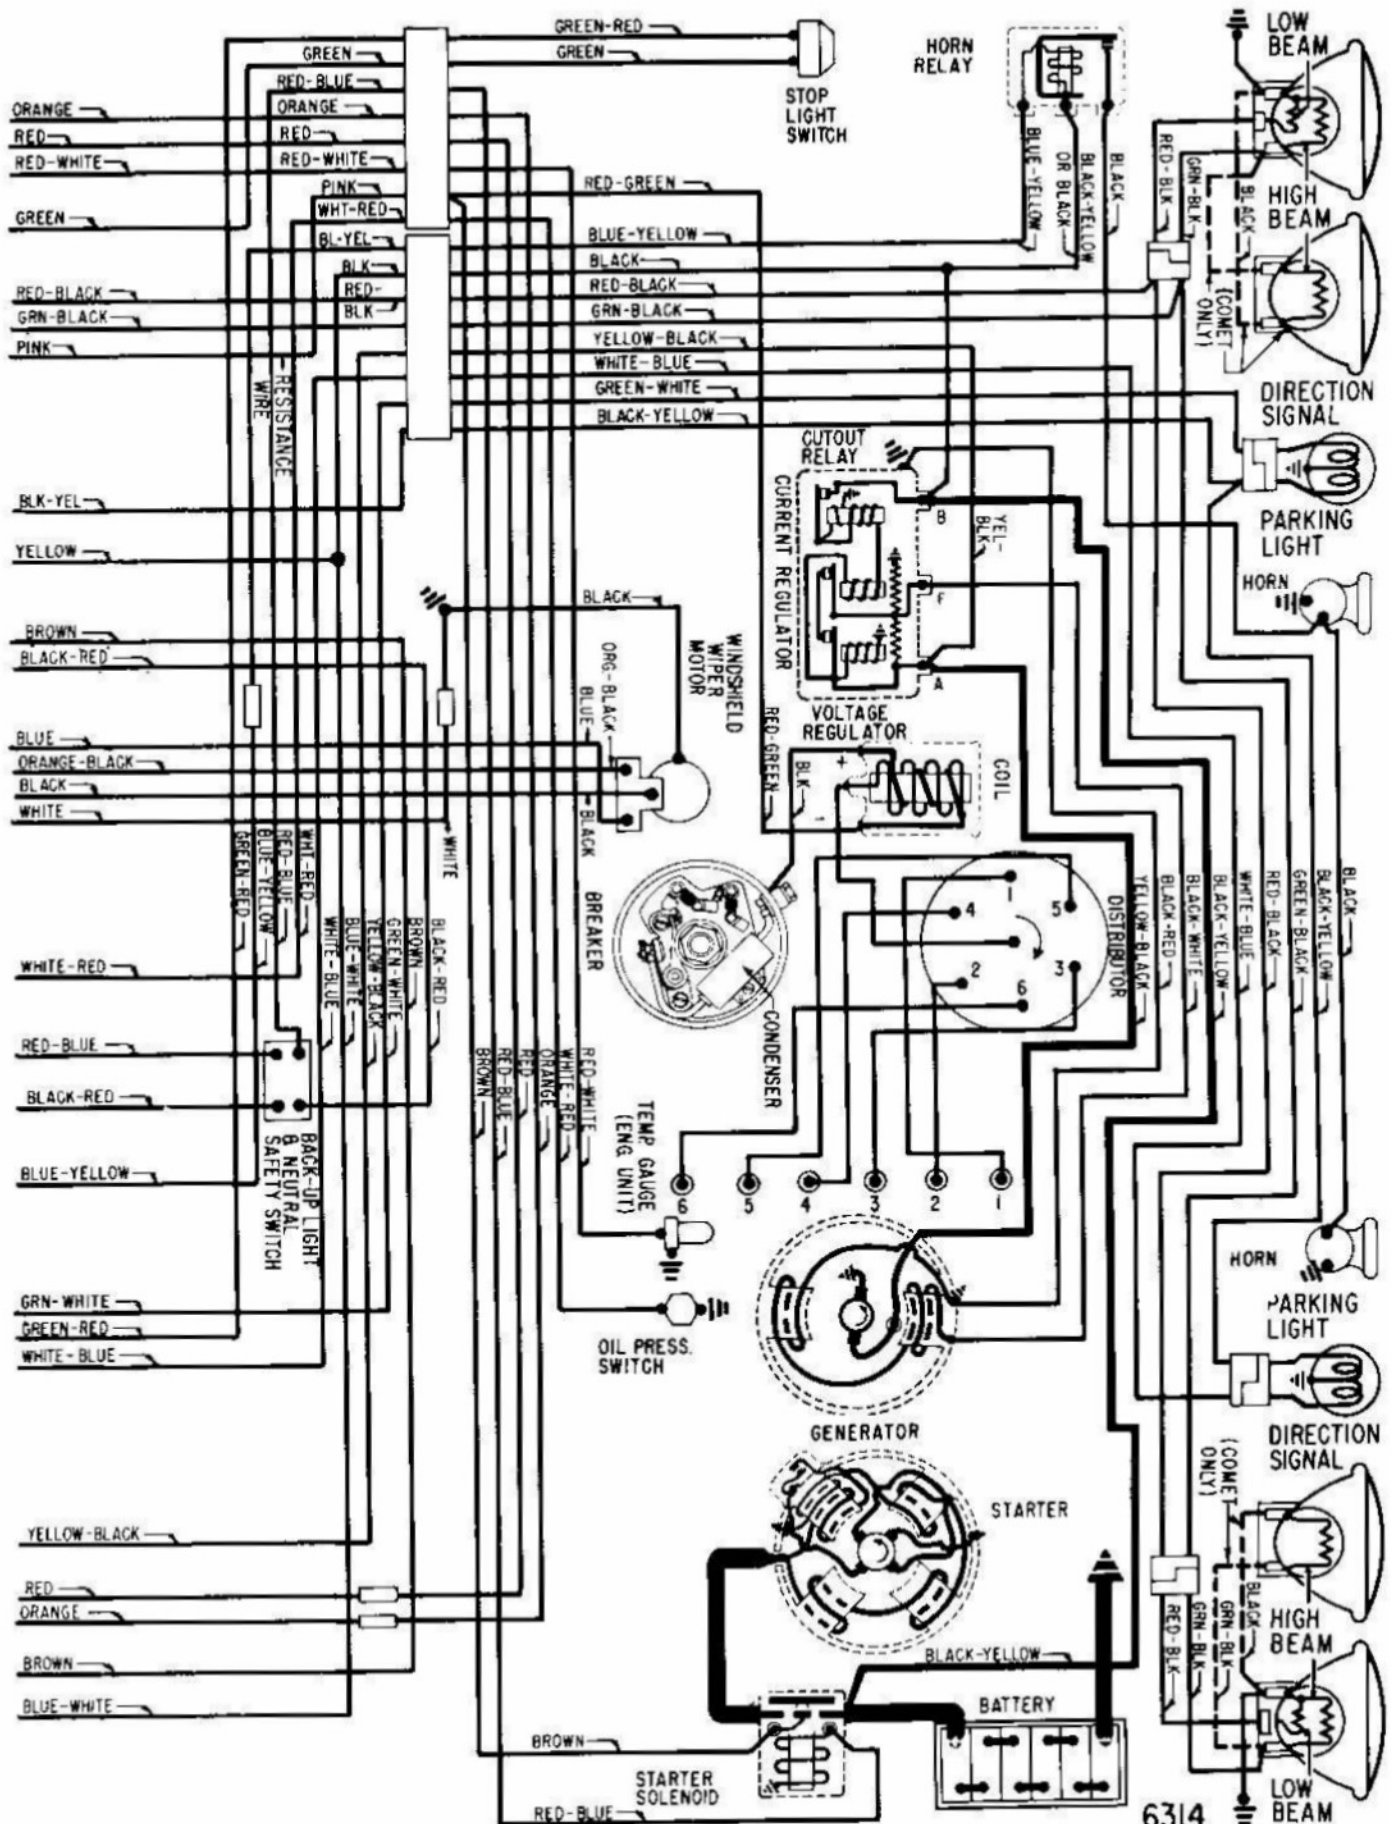 GREEN-RED
GREEN-RED
GREEN
GREEN
RED-BLUE
ORANGE
ORANGE
RED
RED
RED-WHITE
RED-WHITE
PINK
RED-GREEN
GREEN
WHT-RED
BL-YEL
BLUE-YELLOW
BLK
BLACK
RED-BLACK
RED-
RED-BLACK
GRN-BLACK
BLK
GRN-BLACK
PINK
YELLOW-BLACK
WHITE-BLUE
GREEN-WHITE
BLACK-YELLOW
RESISTANCE
WIRE
STOP
LIGHT
SWITCH
HORN
RELAY
BLUE-YELLOW
OR BLACK
BLACK-YELLOW
BLACK
RED-BLK
GRN-BLK
BLACK
LOW
BEAM
HIGH
BEAM
(COMET
ONLY)
DIRECTION
SIGNAL
PARKING
LIGHT
HORN
CUTOUT
RELAY
CURRENT REGULATOR
B
YEL-
BLK
F
A
VOLTAGE
REGULATOR
BLK-YEL
YELLOW
BROWN
BLACK-RED
BLUE
ORANGE-BLACK
BLACK
WHITE
BLACK
WINDSHIELD
WIPER
MOTOR
ORG-BLACK
BLUE
BLACK
WHITE
RED-GREEN
BLK
+
-
COIL
BREAKER
CONDENSER
DISTRIBUTOR
1
4
5
2
3
6
GREEN-RED
BLUE-YELLOW
RED-BLUE
WHT-RED
WHITE-BLUE
BLUE-WHITE
YELLOW-BLACK
GREEN-WHITE
BROWN
BLACK-RED
YELLOW-BLACK
BLACK-RED
BLACK-WHITE
BLACK-YELLOW
WHITE-BLUE
RED-BLACK
GREEN-BLACK
BLACK-YELLOW
BLACK
WHITE-RED
RED-BLUE
BLACK-RED
BLUE-YELLOW
BACK-UP LIGHT
& NEUTRAL
SAFETY SWITCH
BROWN
RED-BLUE
RED
ORANGE
WHITE-RED
RED-WHITE
TEMP. GAUGE
(ENG. UNIT)
6
5
4
3
2
1
GRN-WHITE
GREEN-RED
WHITE-BLUE
OIL PRESS.
SWITCH
GENERATOR
HORN
PARKING
LIGHT
DIRECTION
SIGNAL
(COMET
ONLY)
STARTER
YELLOW-BLACK
RED
ORANGE
BROWN
BLUE-WHITE
BLACK
GRN-BLK
GRN-BLK
RED-BLK
HIGH
BEAM
BLACK-YELLOW
BATTERY
BROWN
STARTER
SOLENOID
RED-BLUE
LOW
BEAM
6314